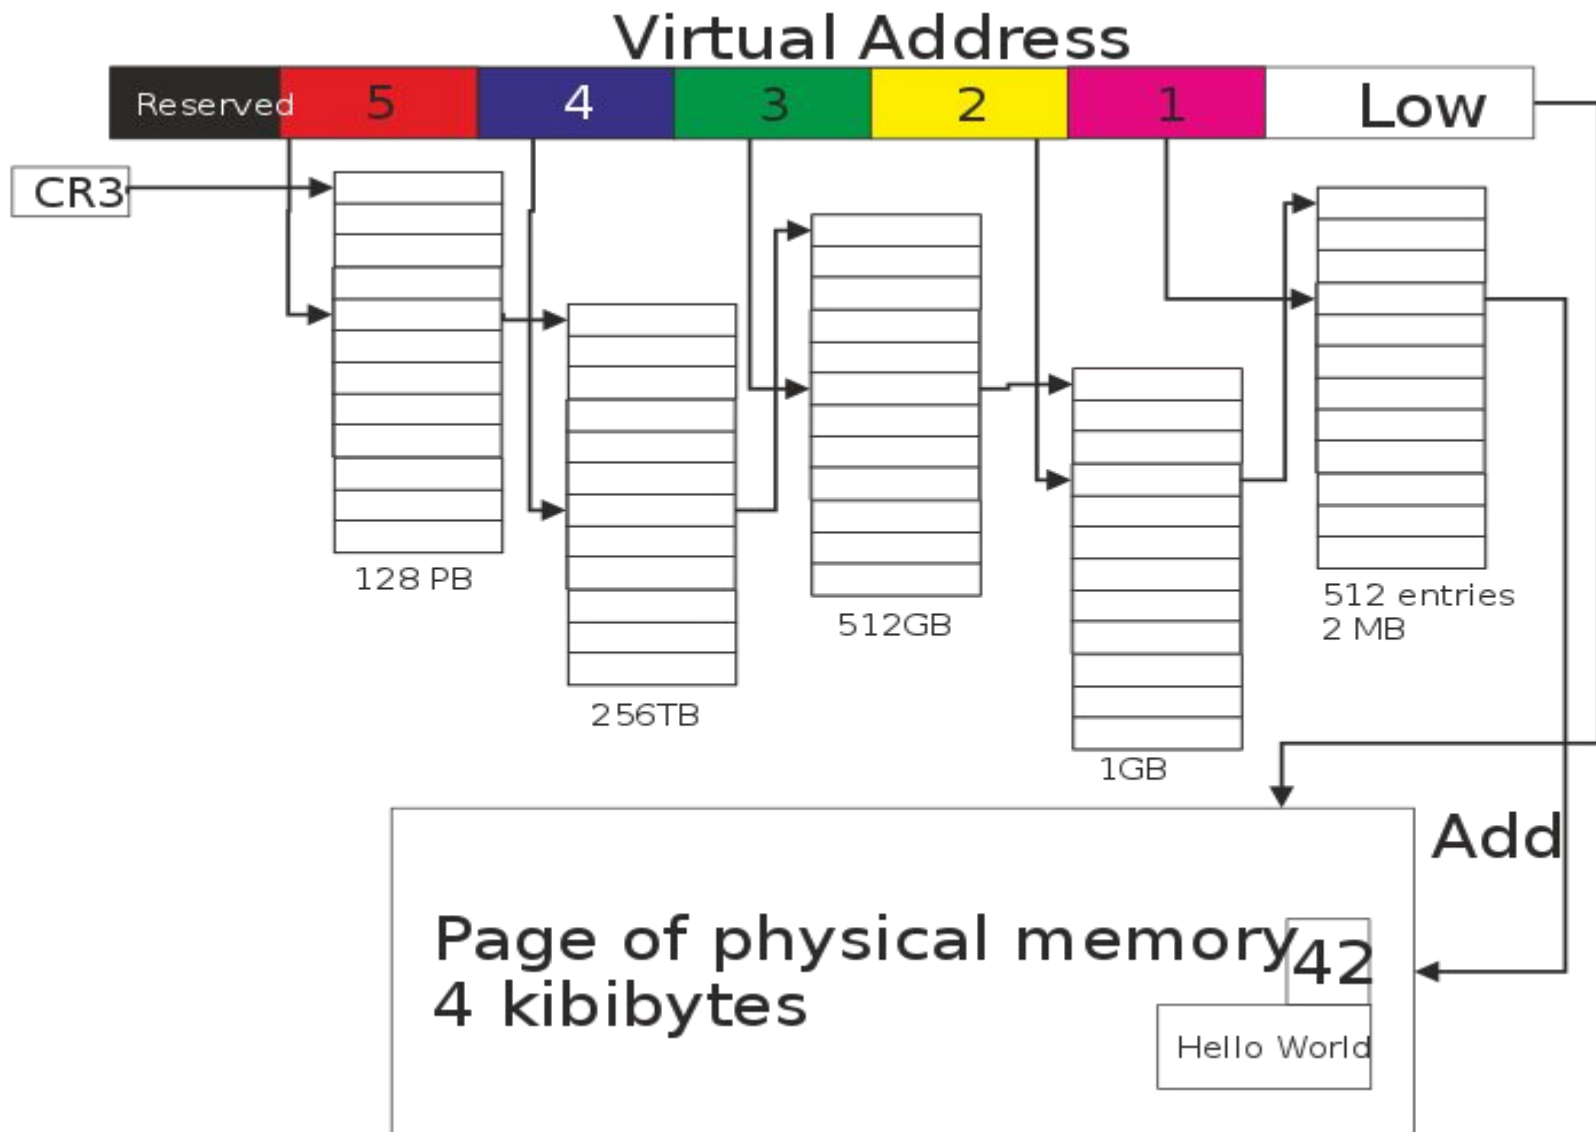 Virtual Address
Reserved 5 4 3 2 1 Low
CR3
128 PB
256TB
512GB
1GB
512 entries
2 MB
Add
Page of physical memory
4 kibibytes
42
Hello World